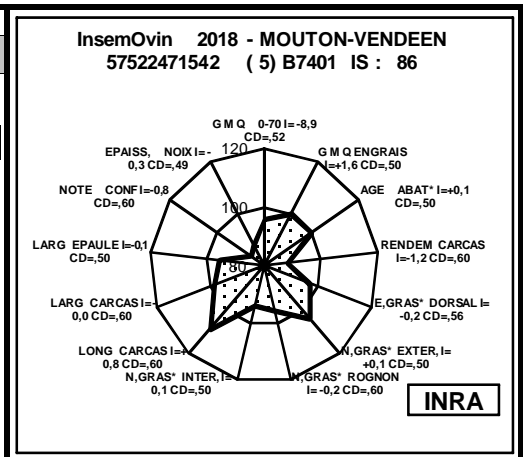 InsemOvin 2018 - MOUTON-VENDEEN
57522471542 ( 5) B7401 IS : 86
G M Q 0-70 I=-8,9
CD=,52
G M Q ENGRAIS
I=+1,6 CD=,50
AGE ABAT* I=+0,1
CD=,50
RENDEM CARCAS
I=-1,2 CD=,60
E,GRAS* DORSAL I=
-0,2 CD=,56
N,GRAS* EXTER, I=
+0,1 CD=,50
N,GRAS* ROGNON
I=-0,2 CD=,60
N,GRAS* INTER, I=
0,1 CD=,50
LONG CARCAS I=+
0,8 CD=,60
LARG CARCAS I=-
0,0 CD=,60
LARG EPAULE I=-0,1
CD=,50
NOTE CONF I=-0,8
CD=,60
EPAISS, NOIX I=-
0,3 CD=,49
120
100
80
INRA